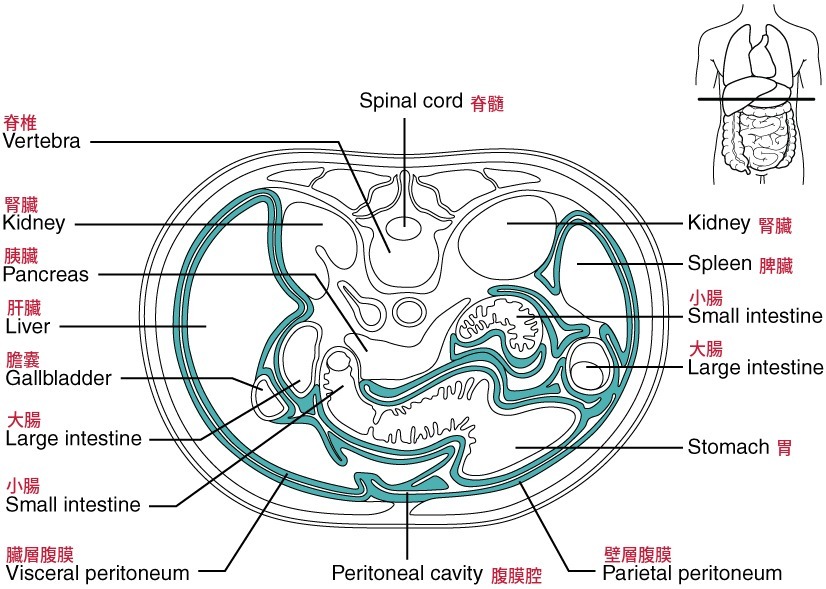 Spinal cord 脊髓
脊椎
Vertebra
腎臟
Kidney
胰臟
Pancreas
肝臟
Liver
膽囊
Gallbladder
大腸
Large intestine
小腸
Small intestine
臟層腹膜
Visceral peritoneum
Peritoneal cavity 腹膜腔
Kidney 腎臟
Spleen 脾臟
小腸
Small intestine
大腸
Large intestine
Stomach 胃
壁層腹膜
Parietal peritoneum